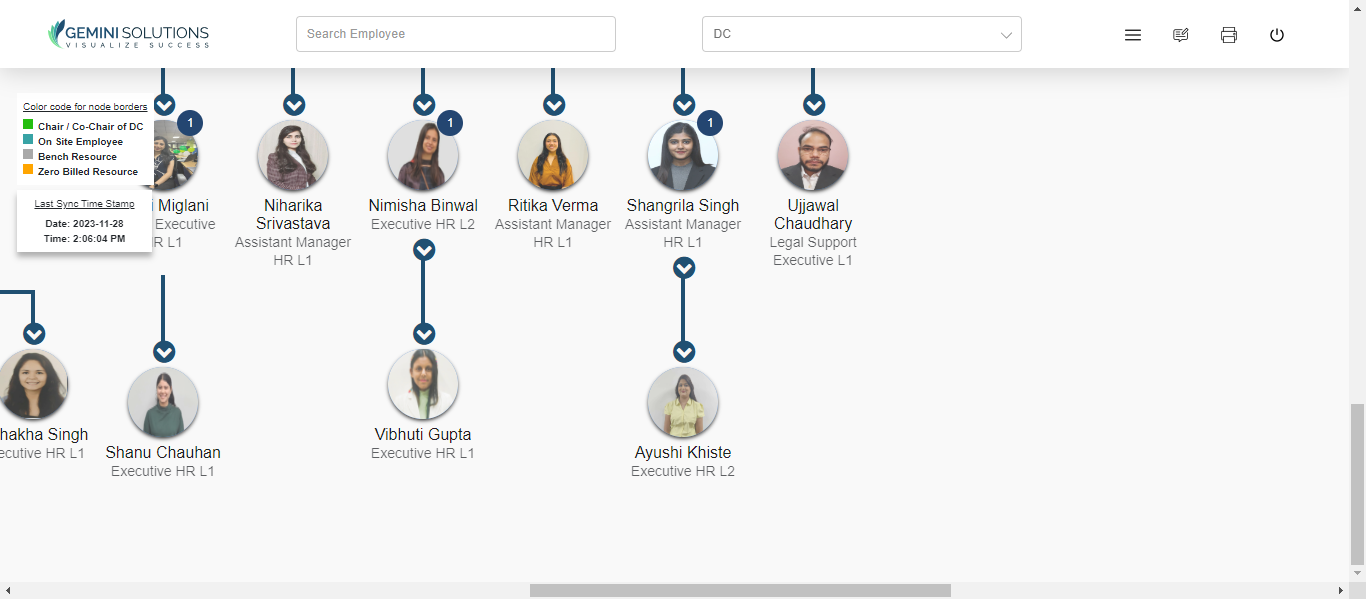 GEMINI SOLUTIONS
VISUALIZE SUCCESS
Search Employee
DC
Color code for node borders
Chair / Co-Chair of DC
On Site Employee
Bench Resource
Zero Billed Resource
Last Sync Time Stamp
Date: 2023-11-28
Time: 2:06:04 PM
1
Miglani
Executive
L1
Niharika
Srivastava
Assistant Manager
HR L1
1
Nimisha Binwal
Executive HR L2
Ritika Verma
Assistant Manager
HR L1
1
Shangrila Singh
Assistant Manager
HR L1
Ujjawal
Chaudhary
Legal Support
Executive L1
hakha Singh
ecutive HR L1
Shanu Chauhan
Executive HR L1
Vibhuti Gupta
Executive HR L1
Ayushi Khiste
Executive HR L2